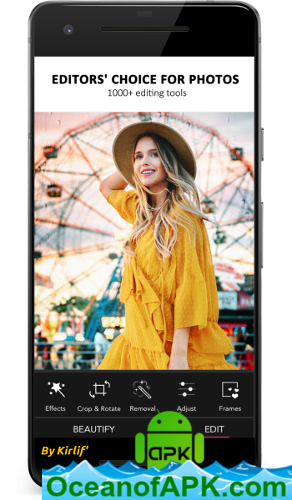 EDITORS' CHOICE FOR PHOTOS
1000+ editing tools
Effects
Crop & Rotate
Removal
Adjust
Frames
BEAUTIFY
EDIT
By Kirlif'
apk
OceanofAPK.com